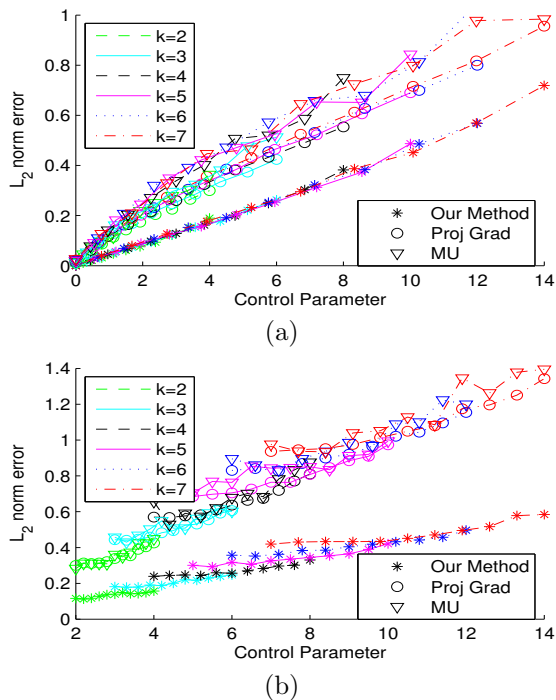 1
0.8
0.6
0.4
0.2
0
L2 norm error
k=2
k=3
k=4
k=5
k=6
k=7
Our Method
Proj Grad
MU
0 2 4 6 8 10 12 14
Control Parameter
(a)
1.4
1.2
1
0.8
0.6
0.4
0.2
0
L2 norm error
k=2
k=3
k=4
k=5
k=6
k=7
Our Method
Proj Grad
MU
2 4 6 8 10 12 14
Control Parameter
(b)